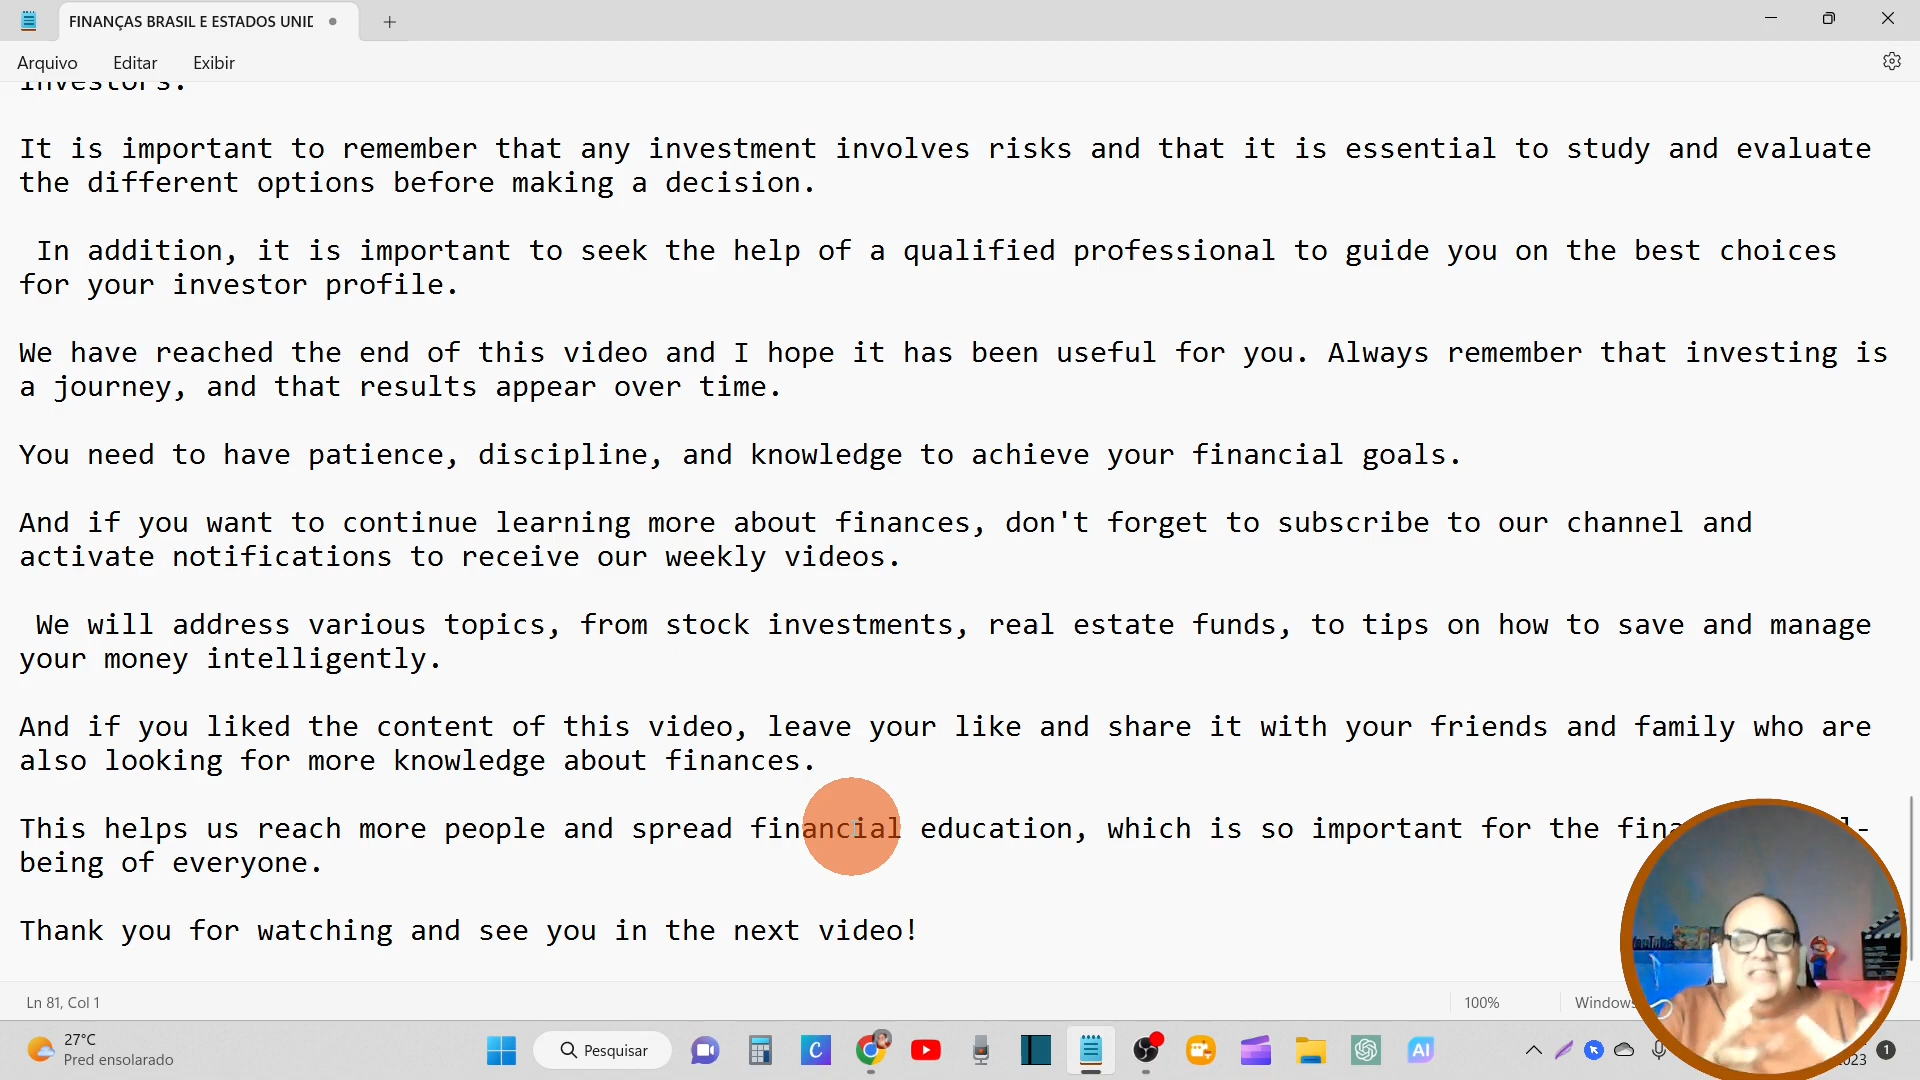 FINANÇAS BRASIL E ESTADOS UNI
Arquivo Editar Exibir
investors.
It is important to remember that any investment involves risks and that it is essential to study and evaluate
the different options before making a decision.
In addition, it is important to seek the help of a qualified professional to guide you on the best choices
for your investor profile.
We have reached the end of this video and I hope it has been useful for you. Always remember that investing is
a journey, and that results appear over time.
You need to have patience, discipline, and knowledge to achieve your financial goals.
And if you want to continue learning more about finances, don't forget to subscribe to our channel and
activate notifications to receive our weekly videos.
We will address various topics, from stock investments, real estate funds, to tips on how to save and manage
your money intelligently.
And if you liked the content of this video, leave your like and share it with your friends and family who are
also looking for more knowledge about finances.
This helps us reach more people and spread financial education, which is so important for the fina l-
being of everyone.
Thank you for watching and see you in the next video!
Ln 81, Col 1
100%
Windows
27°C
Pred ensolarado
Pesquisar
C
AI
2023
1
YouTube